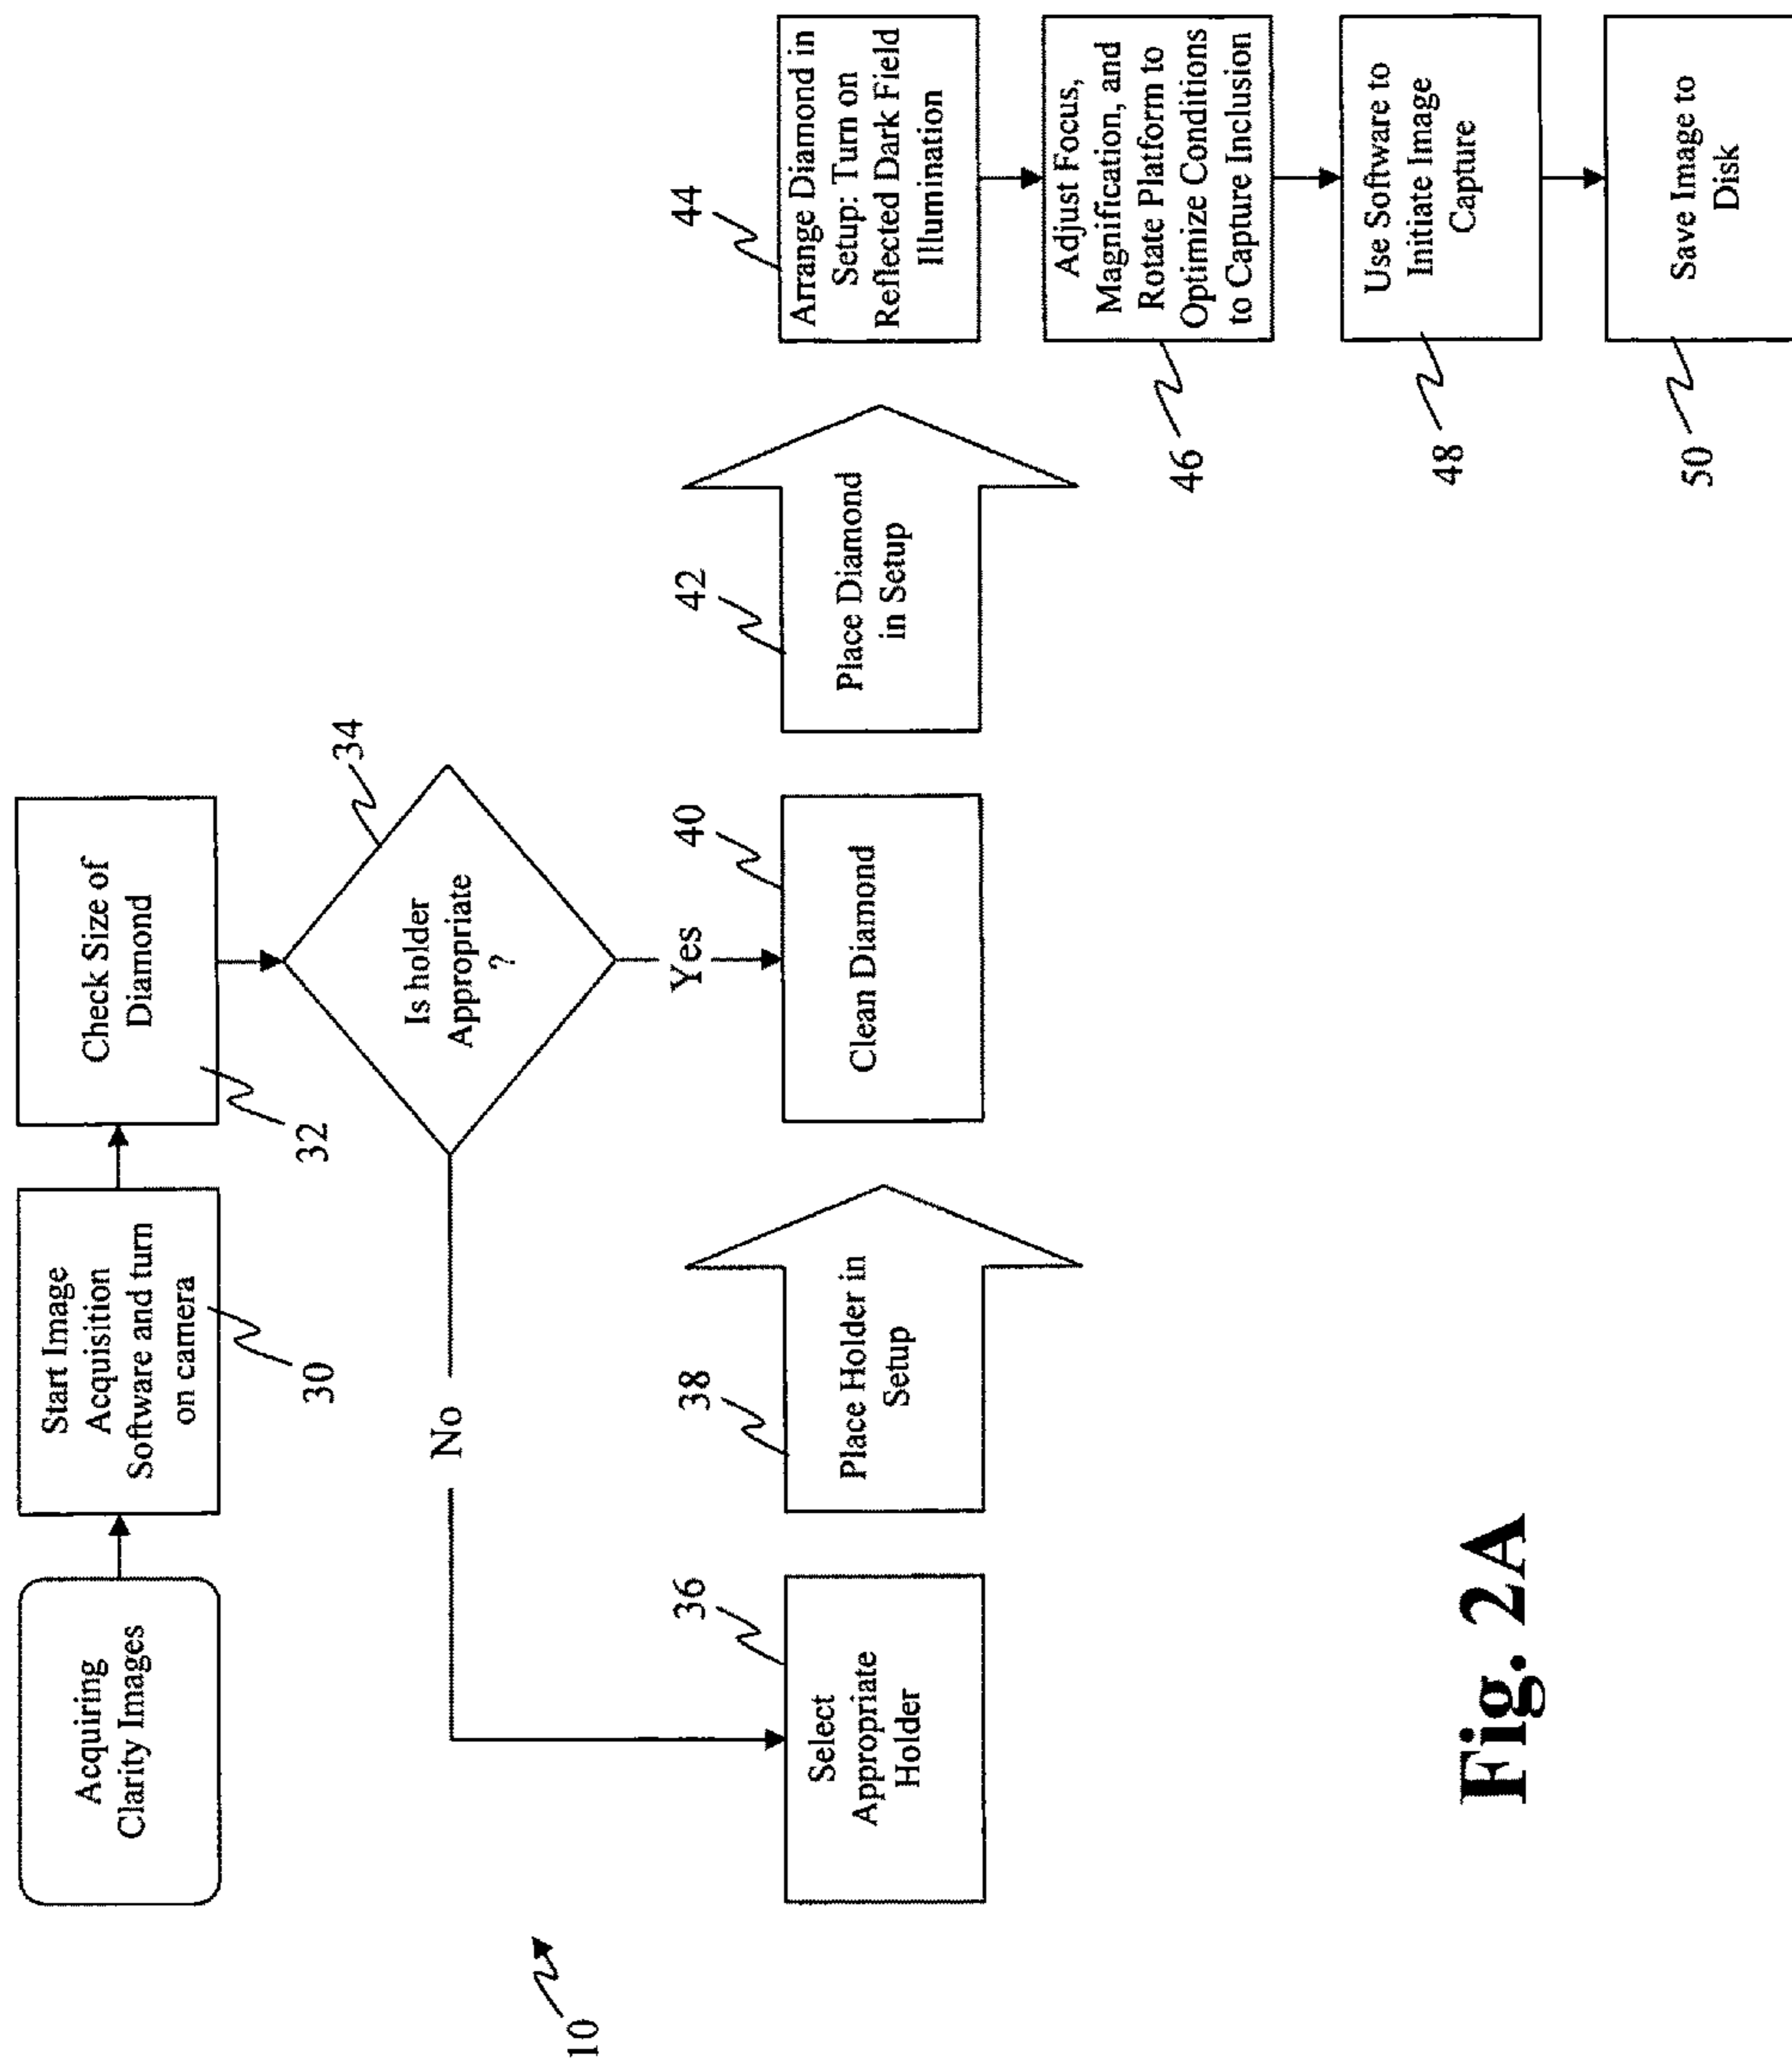 Acquiring
Clarity Images
Start Image
Acquisition
Software and turn
on camera
30
Check Size of
Diamond
32
Is holder
Appropriate
?
34
No
Yes
Select
Appropriate
Holder
36
Place Holder in
Setup
38
Clean Diamond
40
Place Diamond
in Setup
42
Arrange Diamond in
Setup: Turn on
Reflected Dark Field
Illumination
44
Adjust Focus,
Magnification, and
Rotate Platform to
Optimize Conditions
to Capture Inclusion
46
Use Software to
Initiate Image
Capture
48
Save Image to
Disk
50
10
Fig. 2A